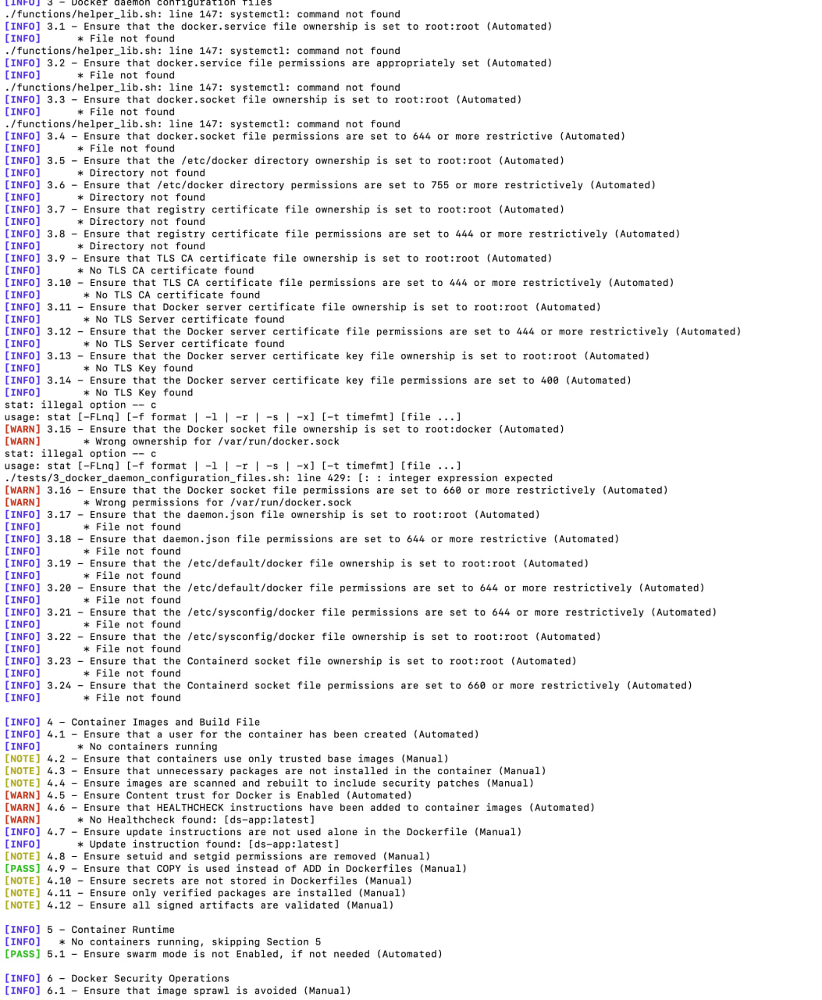 [INFO] 3 - Docker daemon configuration files
./functions/helper_lib.sh: line 147: systemctl: command not found
[INFO] 3.1 - Ensure that the docker.service file ownership is set to root:root (Automated)
[INFO]      * File not found
./functions/helper_lib.sh: line 147: systemctl: command not found
[INFO] 3.2 - Ensure that docker.service file permissions are appropriately set (Automated)
[INFO]      * File not found
./functions/helper_lib.sh: line 147: systemctl: command not found
[INFO] 3.3 - Ensure that docker.socket file ownership is set to root:root (Automated)
[INFO]      * File not found
./functions/helper_lib.sh: line 147: systemctl: command not found
[INFO] 3.4 - Ensure that docker.socket file permissions are set to 644 or more restrictive (Automated)
[INFO]      * File not found
[INFO] 3.5 - Ensure that the /etc/docker directory ownership is set to root:root (Automated)
[INFO]      * Directory not found
[INFO] 3.6 - Ensure that /etc/docker directory permissions are set to 755 or more restrictively (Automated)
[INFO]      * Directory not found
[INFO] 3.7 - Ensure that registry certificate file ownership is set to root:root (Automated)
[INFO]      * Directory not found
[INFO] 3.8 - Ensure that registry certificate file permissions are set to 444 or more restrictively (Automated)
[INFO]      * Directory not found
[INFO] 3.9 - Ensure that TLS CA certificate file ownership is set to root:root (Automated)
[INFO]      * No TLS CA certificate found
[INFO] 3.10 - Ensure that TLS CA certificate file permissions are set to 444 or more restrictively (Automated)
[INFO]       * No TLS CA certificate found
[INFO] 3.11 - Ensure that Docker server certificate file ownership is set to root:root (Automated)
[INFO]       * No TLS Server certificate found
[INFO] 3.12 - Ensure that the Docker server certificate file permissions are set to 444 or more restrictively (Automated)
[INFO]       * No TLS Server certificate found
[INFO] 3.13 - Ensure that the Docker server certificate key file ownership is set to root:root (Automated)
[INFO]       * No TLS Key found
[INFO] 3.14 - Ensure that the Docker server certificate key file permissions are set to 400 (Automated)
[INFO]       * No TLS Key found
stat: illegal option -- c
usage: stat [-FLnq] [-f format | -l | -r | -s | -x] [-t timefmt] [file ...]
[WARN] 3.15 - Ensure that the Docker socket file ownership is set to root:docker (Automated)
[WARN]       * Wrong ownership for /var/run/docker.sock
stat: illegal option -- c
usage: stat [-FLnq] [-f format | -l | -r | -s | -x] [-t timefmt] [file ...]
./tests/3_docker_daemon_configuration_files.sh: line 429: [: : integer expression expected
[WARN] 3.16 - Ensure that the Docker socket file permissions are set to 660 or more restrictively (Automated)
[WARN]       * Wrong permissions for /var/run/docker.sock
[INFO] 3.17 - Ensure that the daemon.json file ownership is set to root:root (Automated)
[INFO]       * File not found
[INFO] 3.18 - Ensure that daemon.json file permissions are set to 644 or more restrictive (Automated)
[INFO]       * File not found
[INFO] 3.19 - Ensure that the /etc/default/docker file ownership is set to root:root (Automated)
[INFO]       * File not found
[INFO] 3.20 - Ensure that the /etc/default/docker file permissions are set to 644 or more restrictively (Automated)
[INFO]       * File not found
[INFO] 3.21 - Ensure that the /etc/sysconfig/docker file permissions are set to 644 or more restrictively (Automated)
[INFO]       * File not found
[INFO] 3.22 - Ensure that the /etc/sysconfig/docker file ownership is set to root:root (Automated)
[INFO]       * File not found
[INFO] 3.23 - Ensure that the Containerd socket file ownership is set to root:root (Automated)
[INFO]       * File not found
[INFO] 3.24 - Ensure that the Containerd socket file permissions are set to 660 or more restrictively (Automated)
[INFO]       * File not found

[INFO] 4 - Container Images and Build File
[INFO] 4.1 - Ensure that a user for the container has been created (Automated)
[INFO]      * No containers running
[NOTE] 4.2 - Ensure that containers use only trusted base images (Manual)
[NOTE] 4.3 - Ensure that unnecessary packages are not installed in the container (Manual)
[NOTE] 4.4 - Ensure images are scanned and rebuilt to include security patches (Manual)
[WARN] 4.5 - Ensure Content trust for Docker is Enabled (Automated)
[WARN] 4.6 - Ensure that HEALTHCHECK instructions have been added to container images (Automated)
[WARN]      * No Healthcheck found: [ds-app:latest]
[INFO] 4.7 - Ensure update instructions are not used alone in the Dockerfile (Manual)
[INFO]      * Update instruction found: [ds-app:latest]
[NOTE] 4.8 - Ensure setuid and setgid permissions are removed (Manual)
[PASS] 4.9 - Ensure that COPY is used instead of ADD in Dockerfiles (Manual)
[NOTE] 4.10 - Ensure secrets are not stored in Dockerfiles (Manual)
[NOTE] 4.11 - Ensure only verified packages are installed (Manual)
[NOTE] 4.12 - Ensure all signed artifacts are validated (Manual)

[INFO] 5 - Container Runtime
[INFO]   * No containers running, skipping Section 5
[PASS] 5.1 - Ensure swarm mode is not Enabled, if not needed (Automated)

[INFO] 6 - Docker Security Operations
[INFO] 6.1 - Ensure that image sprawl is avoided (Manual)